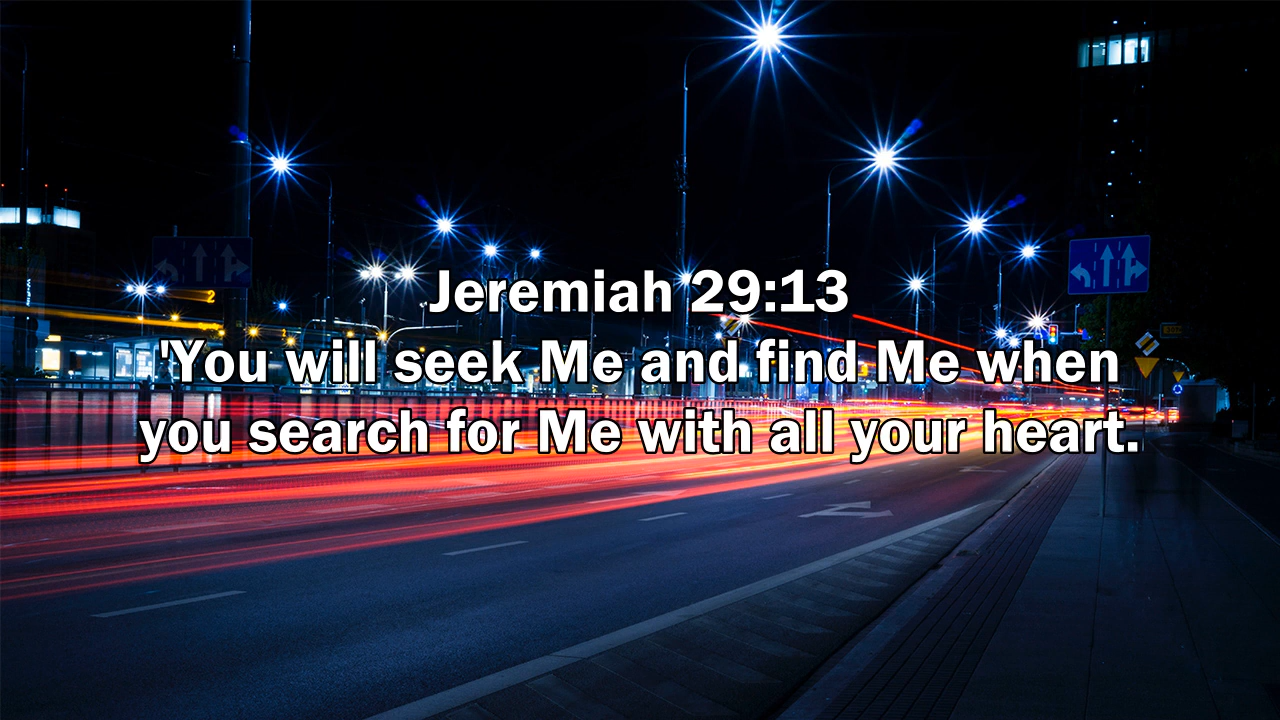 Jeremiah 29:13
'You will seek Me and find Me when
you search for Me with all your heart.